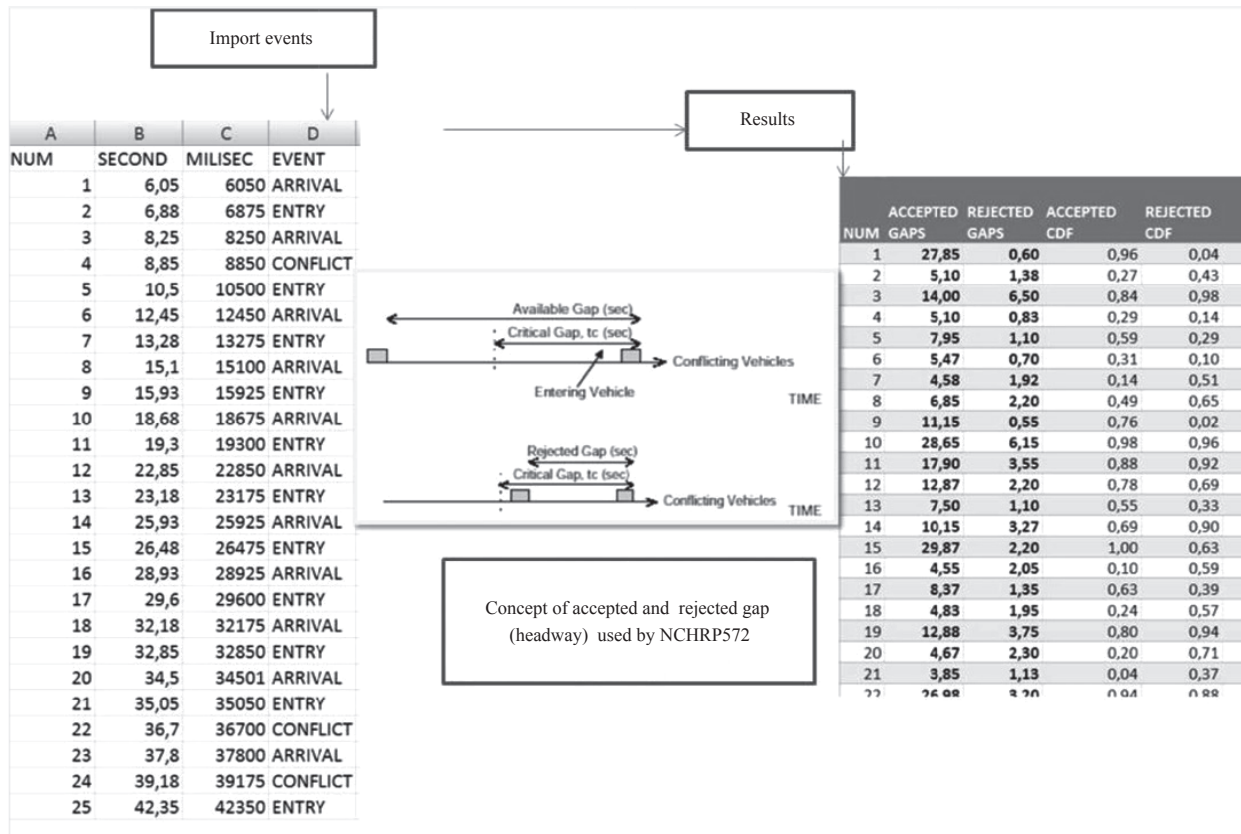 Import events
Results
A B C D
NUM SECOND MILISEC EVENT
1 6,05 6050 ARRIVAL
2 6,88 6875 ENTRY
3 8,25 8250 ARRIVAL
4 8,85 8850 CONFLICT
5 10,5 10500 ENTRY
6 12,45 12450 ARRIVAL
7 13,28 13275 ENTRY
8 15,1 15100 ARRIVAL
9 15,93 15925 ENTRY
10 18,68 18675 ARRIVAL
11 19,3 19300 ENTRY
12 22,85 22850 ARRIVAL
13 23,18 23175 ENTRY
14 25,93 25925 ARRIVAL
15 26,48 26475 ENTRY
16 28,93 28925 ARRIVAL
17 29,6 29600 ENTRY
18 32,18 32175 ARRIVAL
19 32,85 32850 ENTRY
20 34,5 34501 ARRIVAL
21 35,05 35050 ENTRY
22 36,7 36700 CONFLICT
23 37,8 37800 ARRIVAL
24 39,18 39175 CONFLICT
25 42,35 42350 ENTRY
Available Gap (sec)
Critical Gap, tc (sec)
Conflicting Vehicles
Entering Vehicle
TIME
Rejected Gap (sec)
Critical Gap, tc (sec)
Conflicting Vehicles
TIME
Concept of accepted and rejected gap
(headway) used by NCHRP572
ACCEPTED REJECTED ACCEPTED REJECTED
NUM GAPS GAPS CDF CDF
1 27,85 0,60 0,96 0,04
2 5,10 1,38 0,27 0,43
3 14,00 6,50 0,84 0,98
4 5,10 0,83 0,29 0,14
5 7,95 1,10 0,59 0,29
6 5,47 0,70 0,31 0,10
7 4,58 1,92 0,14 0,51
8 6,85 2,20 0,49 0,65
9 11,15 0,55 0,76 0,02
10 28,65 6,15 0,98 0,96
11 17,90 3,55 0,88 0,92
12 12,87 2,20 0,78 0,69
13 7,50 1,10 0,55 0,33
14 10,15 3,27 0,69 0,90
15 29,87 2,20 1,00 0,63
16 4,55 2,05 0,10 0,59
17 8,37 1,35 0,63 0,39
18 4,83 1,95 0,24 0,57
19 12,88 3,75 0,80 0,94
20 4,67 2,30 0,20 0,71
21 3,85 1,13 0,04 0,37
22 26,98 3,20 0,94 0,88